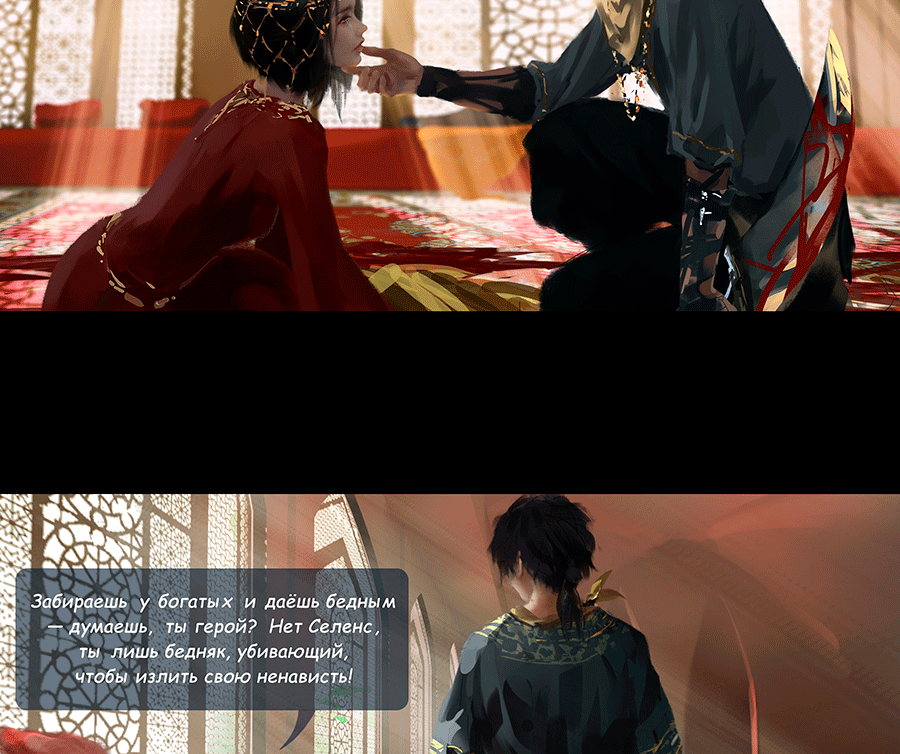 Забираешь у богатых и даёшь бедным
— думаешь, ты герой? Нет Селенс,
ты лишь бедняк, убивающий,
чтобы излить свою ненависть!